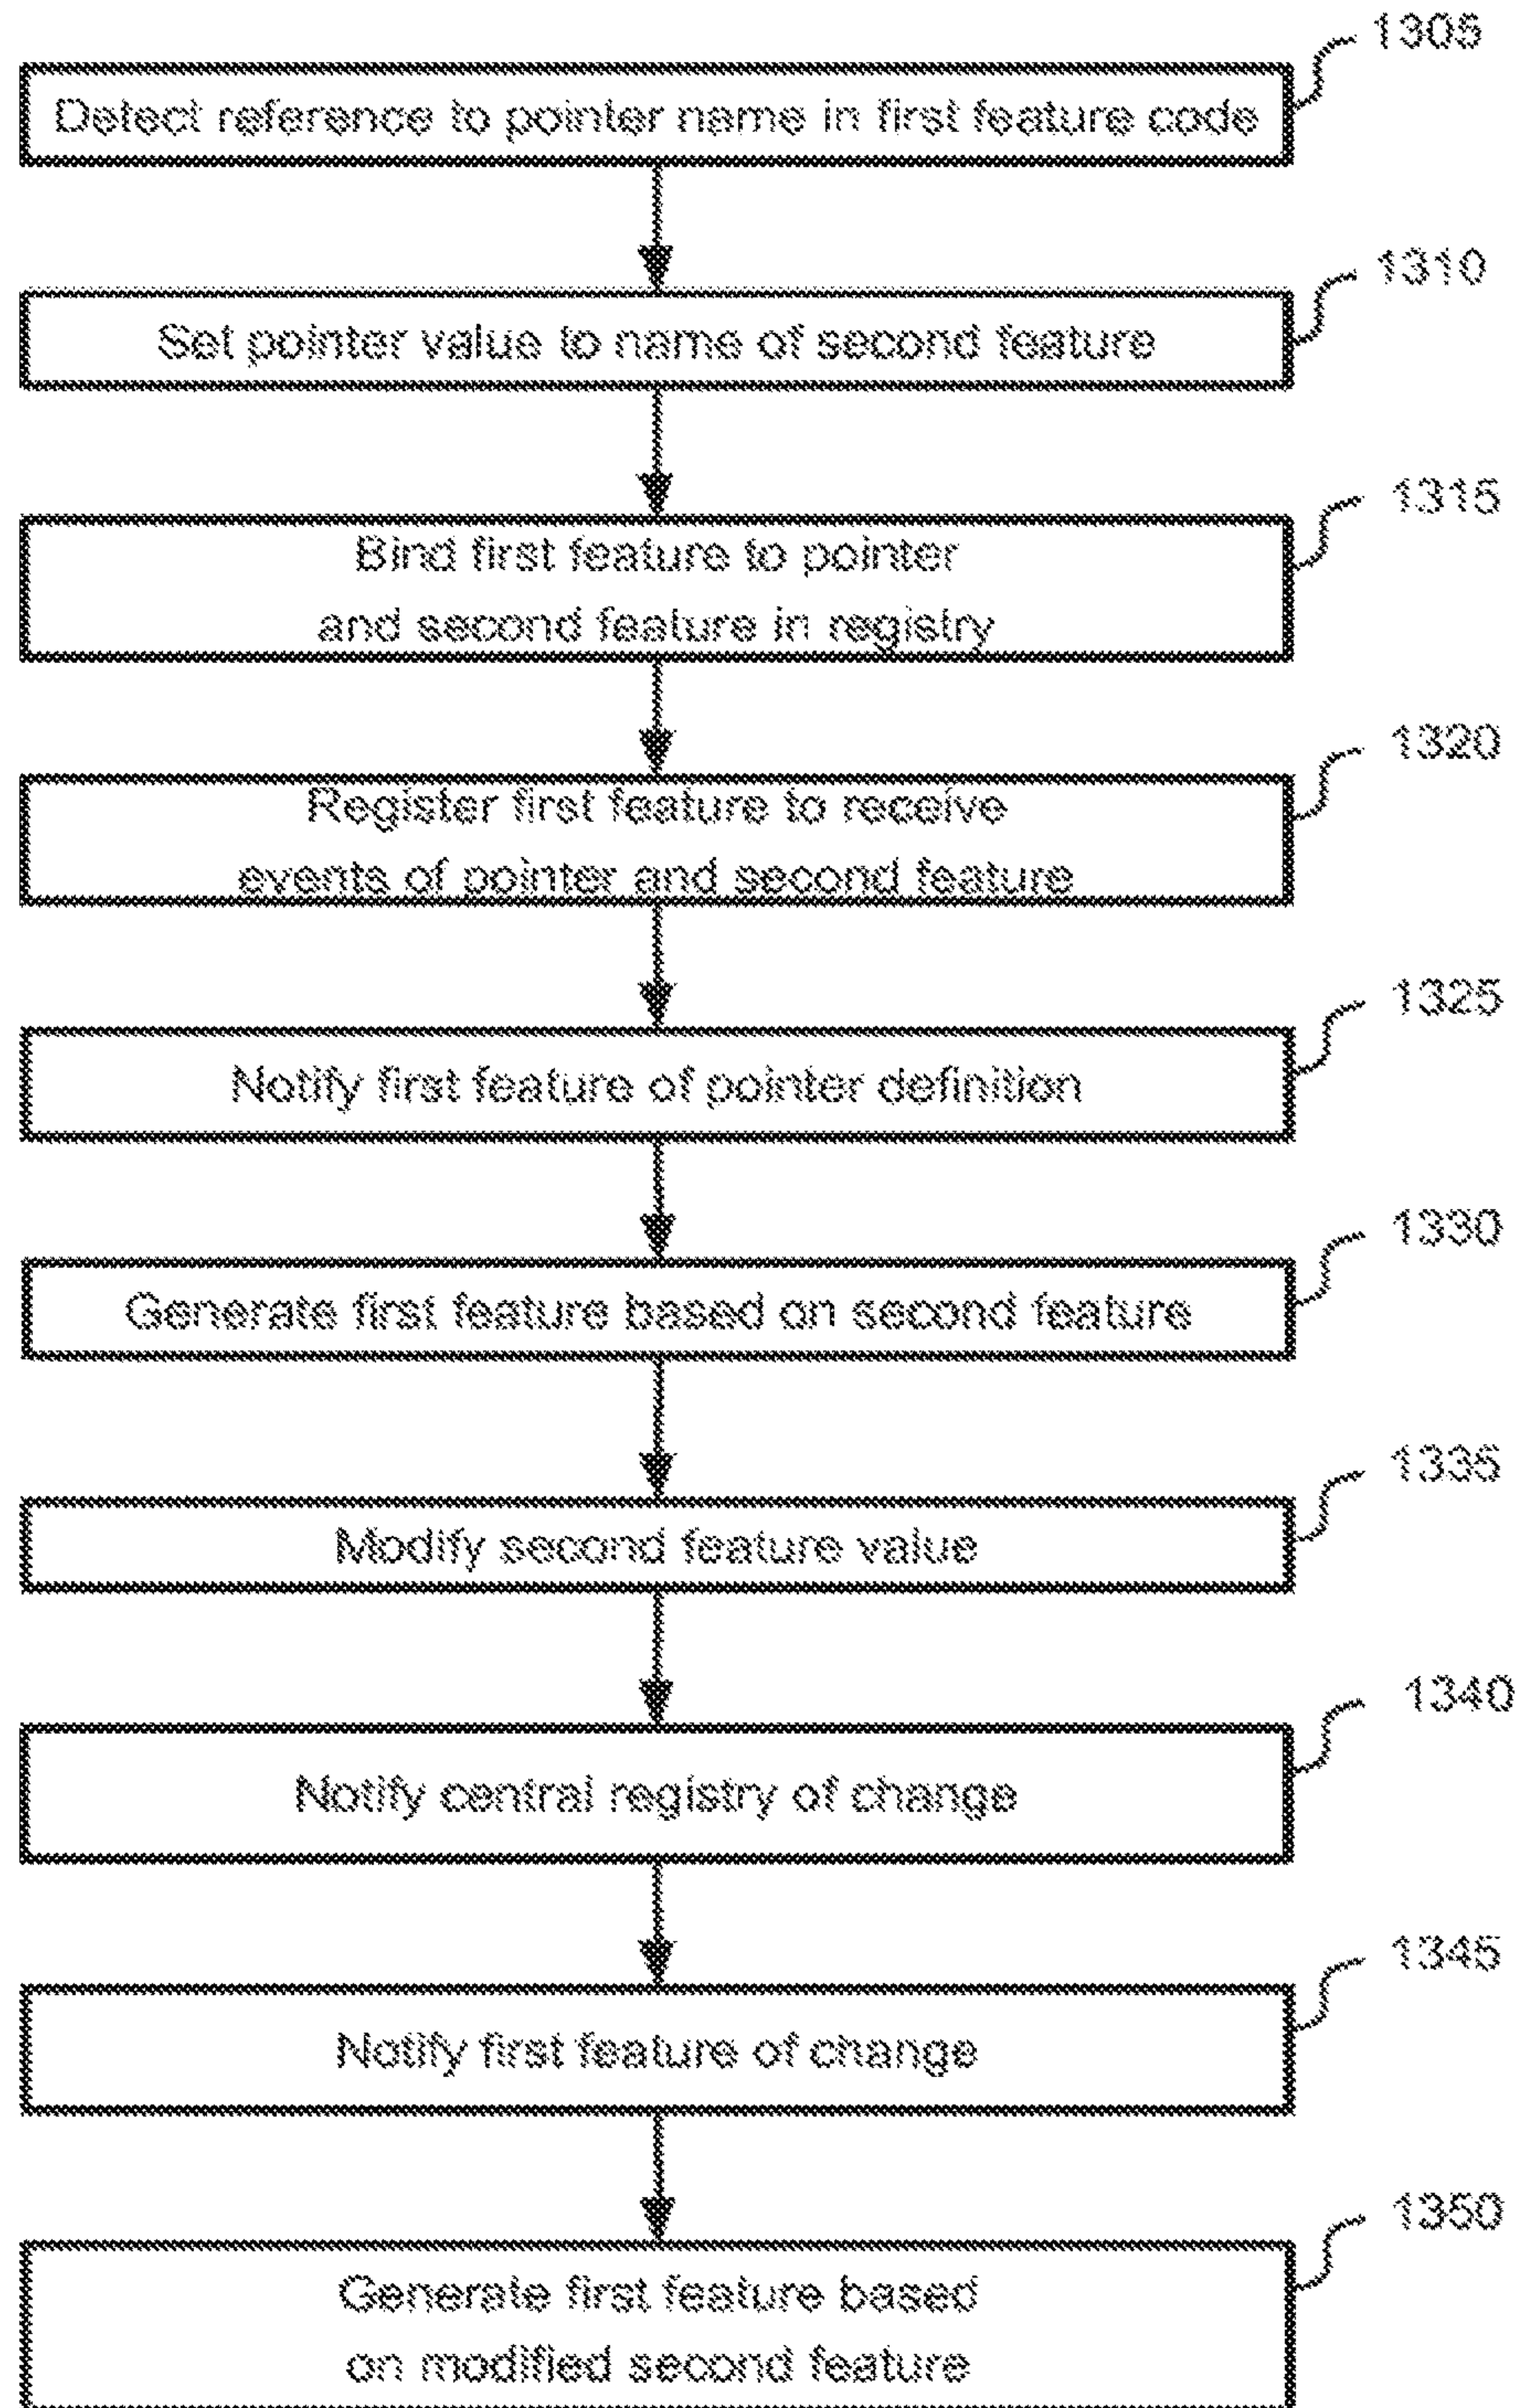 1305
Detect reference to pointer name in first feature code
1310
Set pointer value to name of second feature
1315
Bind first feature to pointer
and second feature in registry
1320
Register first feature to receive
events of pointer and second feature
1325
Notify first feature of pointer definition
1330
Generate first feature based on second feature
1335
Modify second feature value
1340
Notify central registry of change
1345
Notify first feature of change
1350
Generate first feature based
on modified second feature